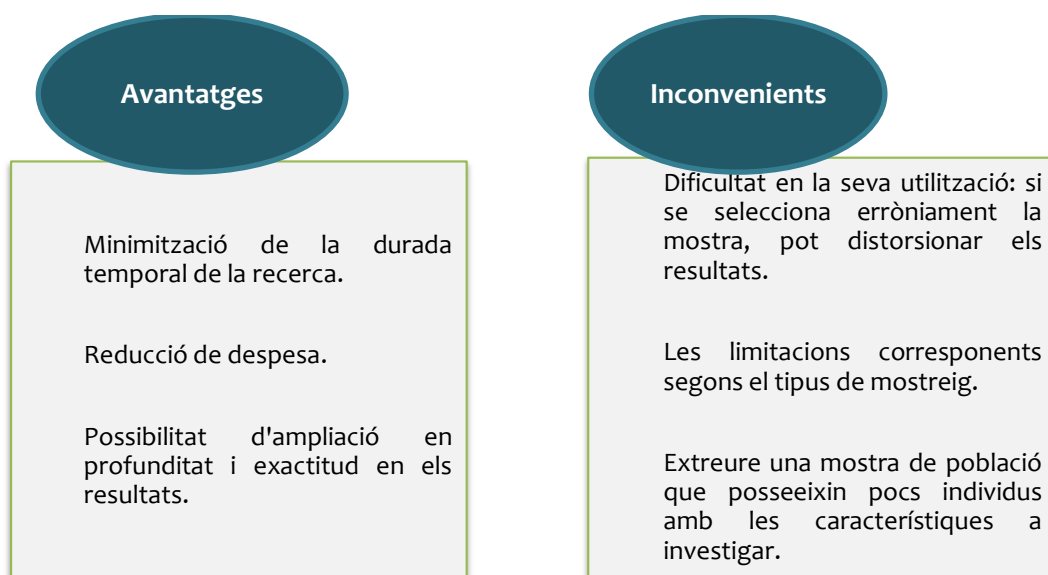 Avantatges
Minimització de la durada
temporal de la recerca.
Reducció de despesa.
Possibilitat d'ampliació en
profunditat i exactitud en els
resultats.
Inconvenients
Dificultat en la seva utilització: si
se selecciona erròniament la
mostra, pot distorsionar els
resultats.
Les limitacions corresponents
segons el tipus de mostreig.
Extreure una mostra de població
que posseeixin pocs individus
amb les característiques a
investigar.